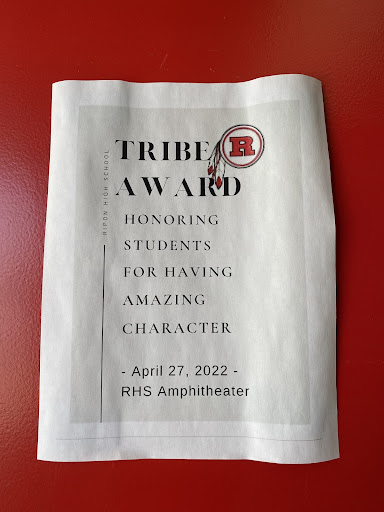 RIPON HIGH SCHOOL
TRIBE
R
AWARD
HONORING
STUDENTS
FOR HAVING
AMAZING
CHARACTER
- April 27, 2022 -
RHS Amphitheater